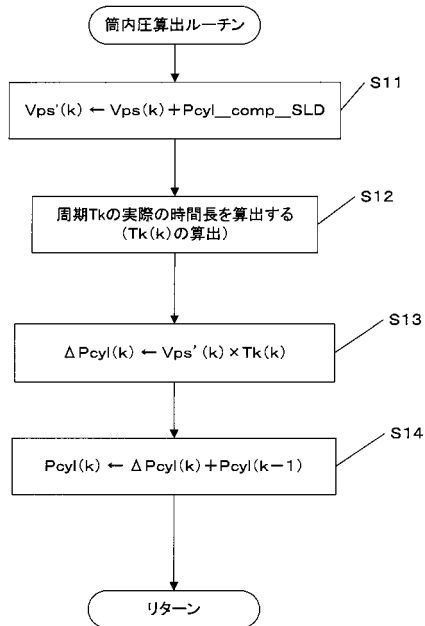 筒内圧算出ルーチン
S11
Vps'(k) ← Vps(k)+Pcyl__comp__SLD
S12
周期Tkの実際の時間長を算出する
(Tk(k)の算出)
S13
ΔPcyl(k) ← Vps'(k)×Tk(k)
S14
Pcyl(k) ← ΔPcyl(k)+Pcyl(k-1)
リターン